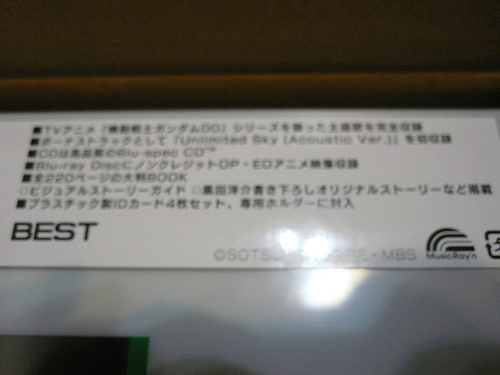 ■TVアニメ『機動戦士ガンダムOO』シリーズを飾った主題歌を完全収録
■ボーナストラックとして「Unlimited Sky (Acoustic Ver.)」を初収録
■CDは高品質のBlu-spec CD™
■Blu-ray DiscにノンクレジットOP・EDアニメ映像収録
■全220ページの大判BOOK
□ビジュアルストーリーガイド □黒田洋介書き下ろしオリジナルストーリーなど掲載
■プラスチック製IDカード4枚セット、専用ホルダーに封入
BEST
©SOTSU ・MBS
MusicRay'n